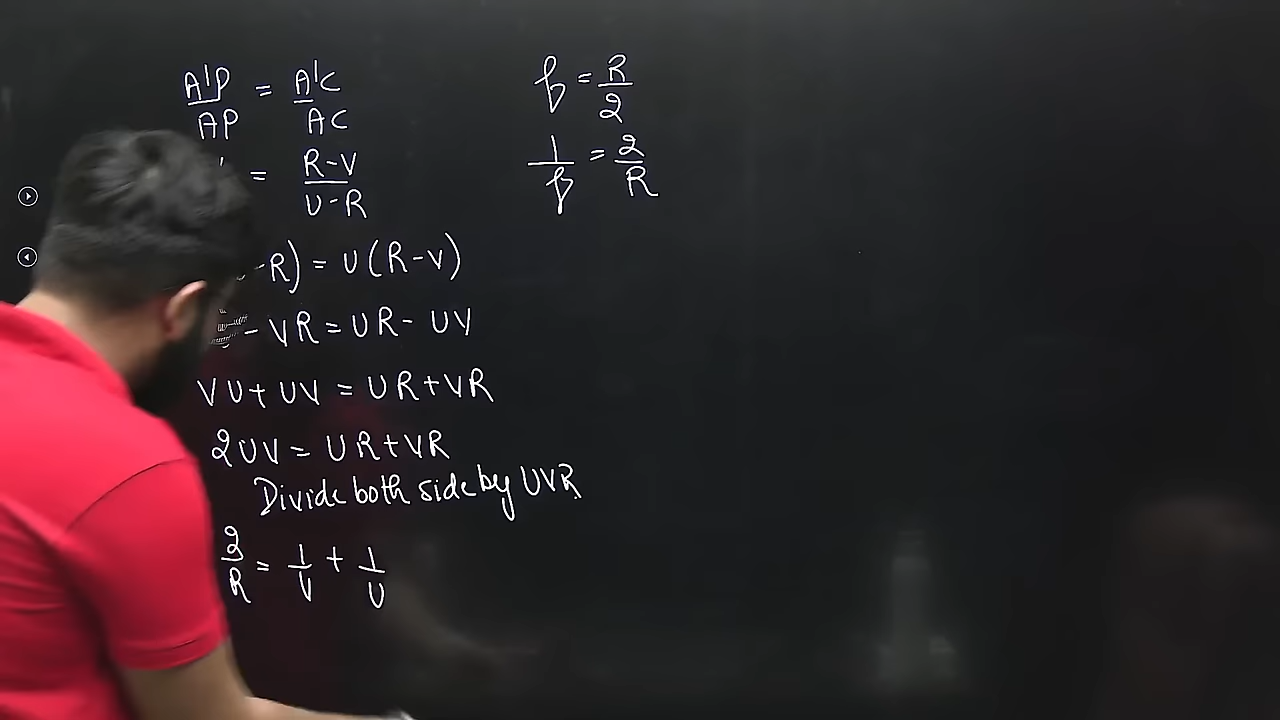 A'P/AP = A'C/AC
= R-V/U-R
-R) = U(R-V)
- VR = UR - UV
VU + UV = UR + VR
2UV = UR + VR
Divide both side by UVR
2/R = 1/V + 1/U
f = R/2
1/f = 2/R